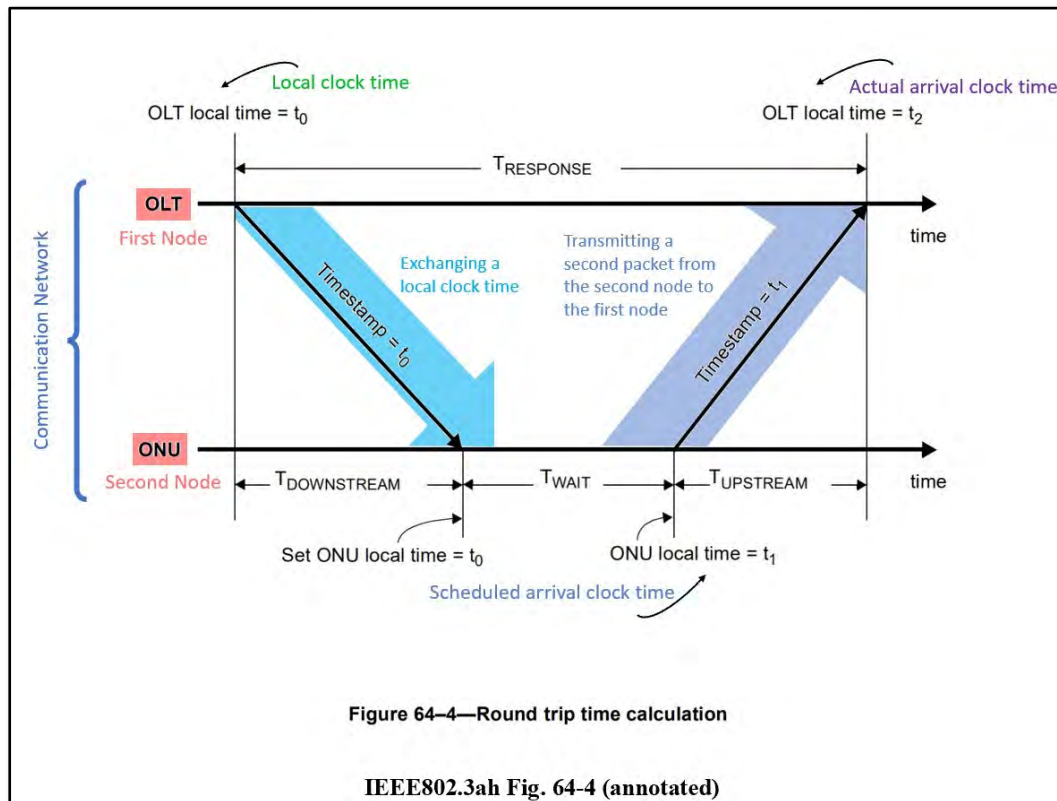 Local clock time
OLT local time = t0
Actual arrival clock time
OLT local time = t2
TRESPONSE
Communication Network
OLT
First Node
time
Exchanging a
local clock time
Timestamp = t0
Transmitting a
second packet from
the second node to
the first node
Timestamp = t1
ONU
Second Node
time
TDOWNSTREAM
TWAIT
TUPSTREAM
Set ONU local time = t0
ONU local time = t1
Scheduled arrival clock time
Figure 64–4—Round trip time calculation
IEEE802.3ah Fig. 64-4 (annotated)